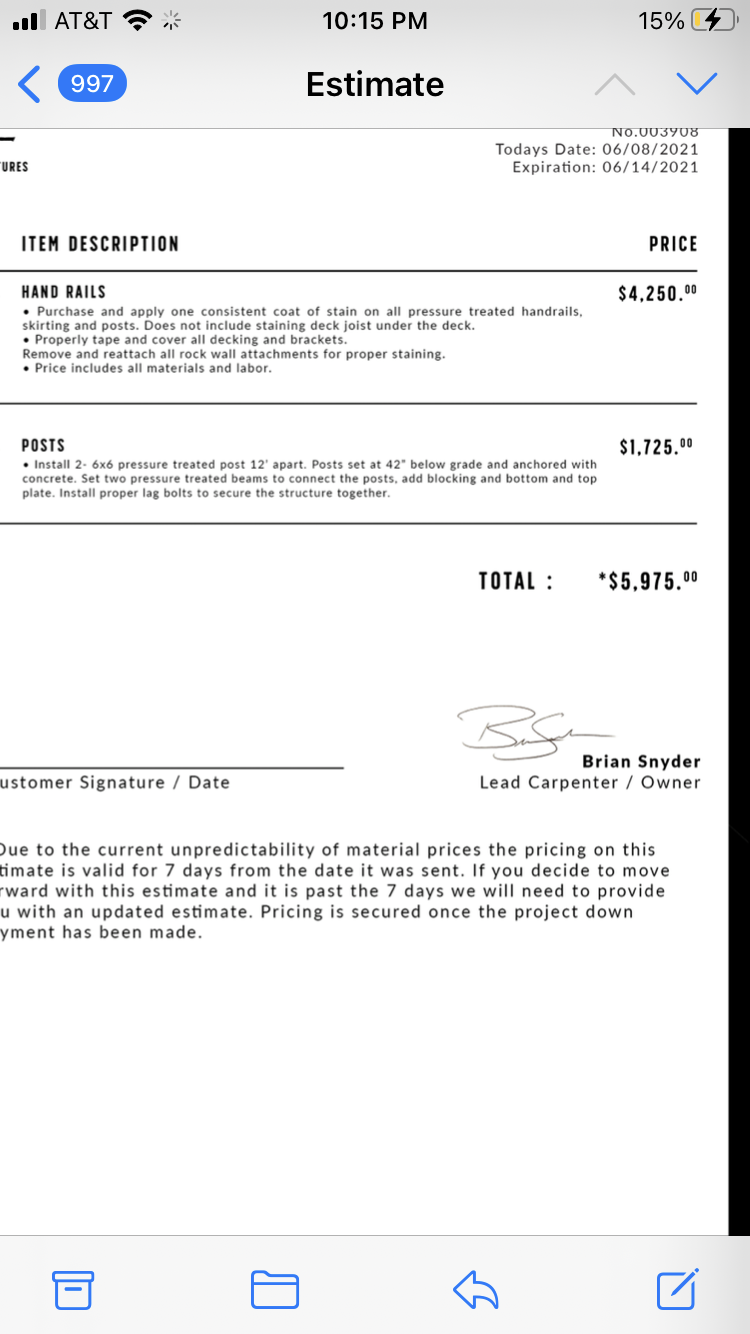 AT&T 10:15 PM 15%
997 Estimate
No.003908
Todays Date: 06/08/2021
URES
Expiration: 06/14/2021
ITEM DESCRIPTION PRICE
HAND RAILS $4,250.00
• Purchase and apply one consistent coat of stain on all pressure treated handrails,
skirting and posts. Does not include staining deck joist under the deck.
• Properly tape and cover all decking and brackets.
Remove and reattach all rock wall attachments for proper staining.
• Price includes all materials and labor.
POSTS $1,725.00
• Install 2- 6x6 pressure treated post 12' apart. Posts set at 42" below grade and anchored with
concrete. Set two pressure treated beams to connect the posts, add blocking and bottom and top
plate. Install proper lag bolts to secure the structure together.
TOTAL : *$5,975.00
Brian Snyder
ustomer Signature / Date Lead Carpenter / Owner
Due to the current unpredictability of material prices the pricing on this
timate is valid for 7 days from the date it was sent. If you decide to move
rward with this estimate and it is past the 7 days we will need to provide
u with an updated estimate. Pricing is secured once the project down
yment has been made.